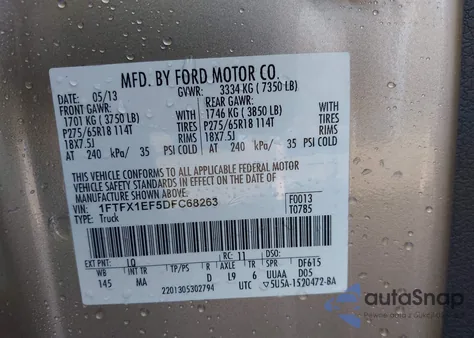 MFD. BY FORD MOTOR CO.
DATE: 05/13 GVWR: 3334 KG ( 7350 LB)
FRONT GAWR: REAR GAWR:
1701 KG ( 3750 LB) WITH 1746 KG ( 3850 LB) WITH
P275/65R18 114T TIRES P275/65R18 114T TIRES
18X7.5J RIMS 18X7.5J RIMS
AT 240 kPa/ 35 PSI COLD AT 240 kPa/ 35 PSI COLD
THIS VEHICLE CONFORMS TO ALL APPLICABLE FEDERAL MOTOR
VEHICLE SAFETY STANDARDS IN EFFECT ON THE DATE OF
MANUFACTURE SHOWN ABOVE.
VIN: 1FTFX1EF5DFC68263 F0013
TYPE: Truck T0785
EXT PNT: RC: 11 DSO:
WB INT TR TP/PS R AXLE TR SPR DF615
145 MA D L9 6 UUAA D05
2201305302794 UTC 5U5A-1520472-BA
autoSnap